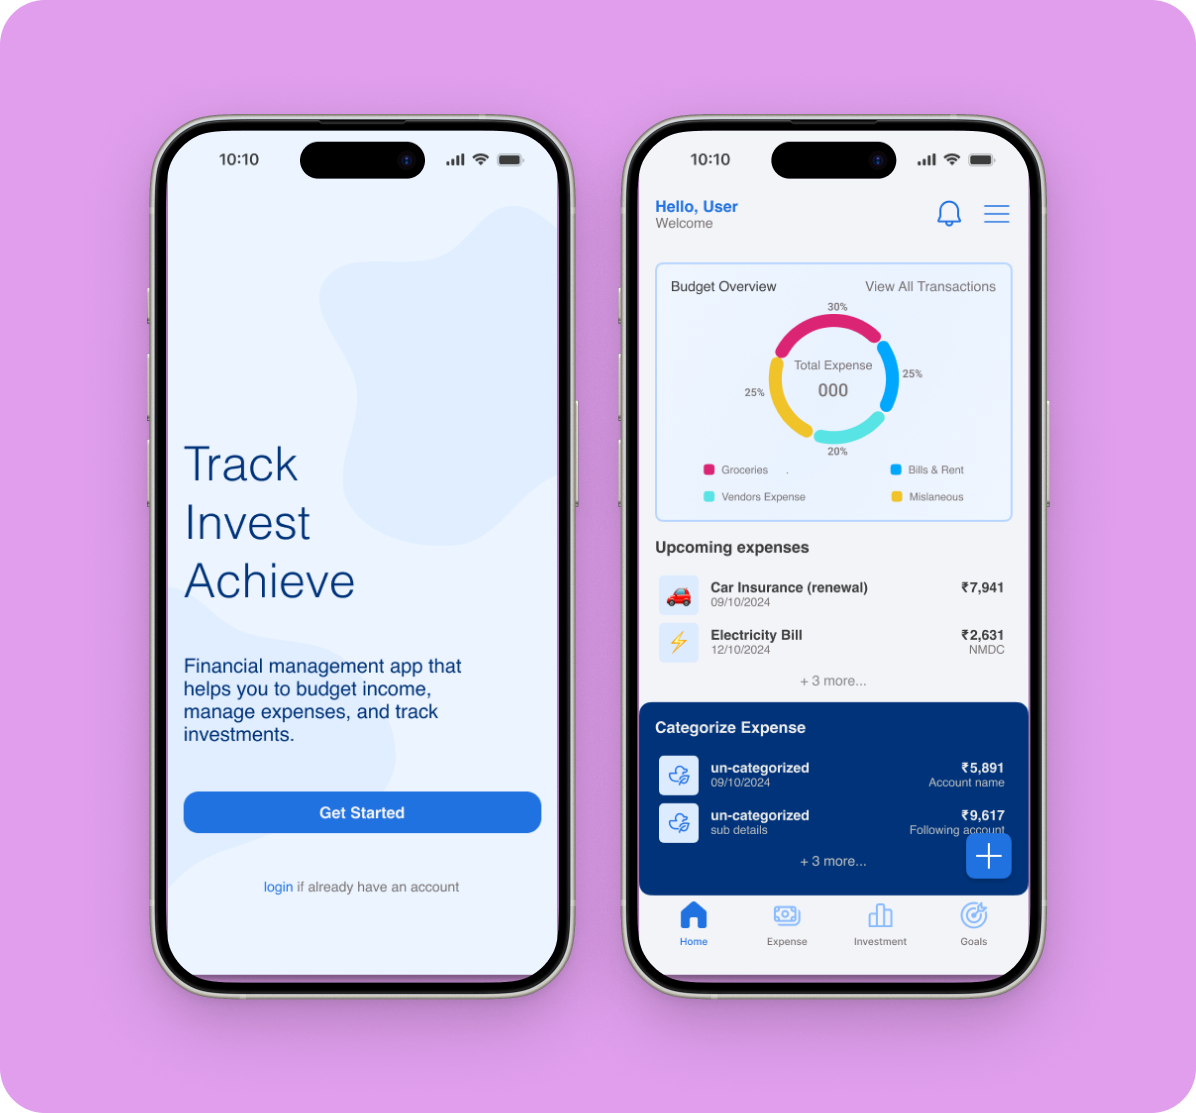 10:10
Track
Invest
Achieve
Financial management app that
helps you to budget income,
manage expenses, and track
investments.
Get Started
login if already have an account
10:10
Hello, User
Welcome
Budget Overview View All Transactions
30%
Total Expense
000
25%
25%
20%
Groceries . Bills & Rent
Vendors Expense Mislaneous
Upcoming expenses
Car Insurance (renewal) ₹7,941
09/10/2024
Electricity Bill ₹2,631
12/10/2024 NMDC
+ 3 more...
Categorize Expense
un-categorized ₹5,891
09/10/2024 Account name
un-categorized ₹9,617
sub details Following account
+ 3 more...
Home Expense Investment Goals